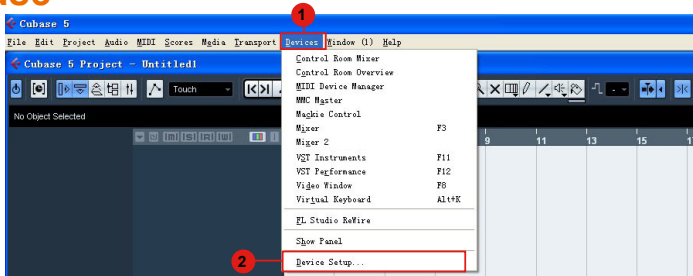 1
Cubase 5
File Edit Project Audio MIDI Scores Media Transport Devices Window (1) Help
Cubase 5 Project - Untitled1
Touch
No Object Selected
[m] [S] [R] [W]
9 11 13 15
Control Room Mixer
Control Room Overview
MIDI Device Manager
MMC Master
Mackie Control
Mixer F3
Mixer 2
VST Instruments F11
VST Performance F12
Video Window F8
Virtual Keyboard Alt+K
FL Studio ReWire
Show Panel
2
Device Setup...